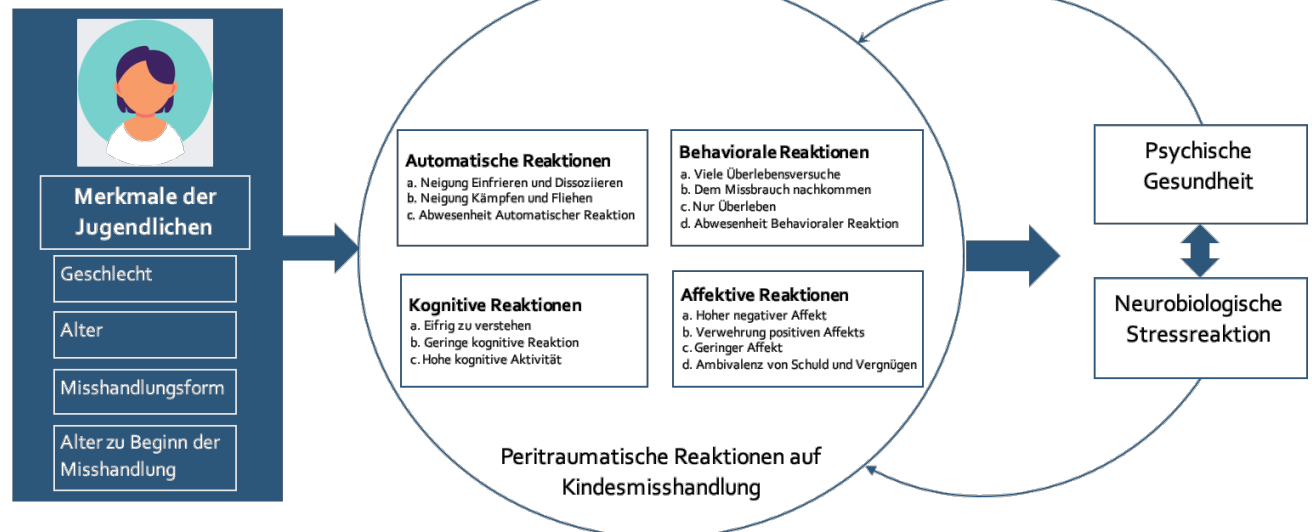 Merkmale der
Jugendlichen
Geschlecht
Alter
Misshandlungsform
Alter zu Beginn der
Misshandlung
Automatische Reaktionen
a. Neigung Einfrieren und Dissoziieren
b. Neigung Kämpfen und Fliehen
c. Abwesenheit Automatischer Reaktion
Behaviorale Reaktionen
a. Viele Überlebensversuche
b. Dem Missbrauch nachkommen
c. Nur Überleben
d. Abwesenheit Behavioraler Reaktion
Kognitive Reaktionen
a. Eifrig zu verstehen
b. Geringe kognitive Reaktion
c. Hohe kognitive Aktivität
Affektive Reaktionen
a. Hoher negativer Affekt
b. Verwehrung positiven Affekts
c. Geringer Affekt
d. Ambivalenz von Schuld und Vergnügen
Peritraumatische Reaktionen auf
Kindesmisshandlung
Psychische
Gesundheit
Neurobiologische
Stressreaktion